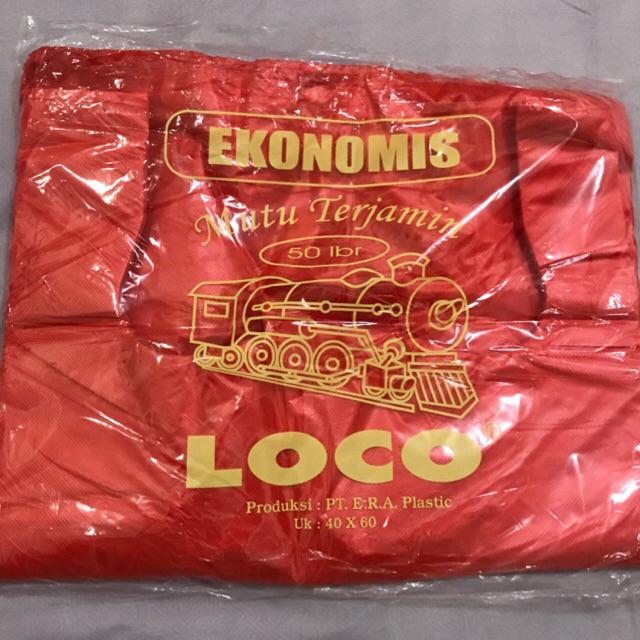 EKONOMIS
Mutu Terjamin
50 lbr
LOCO®
Produksi : PT. E.R.A. Plastic
Uk : 40 X 60